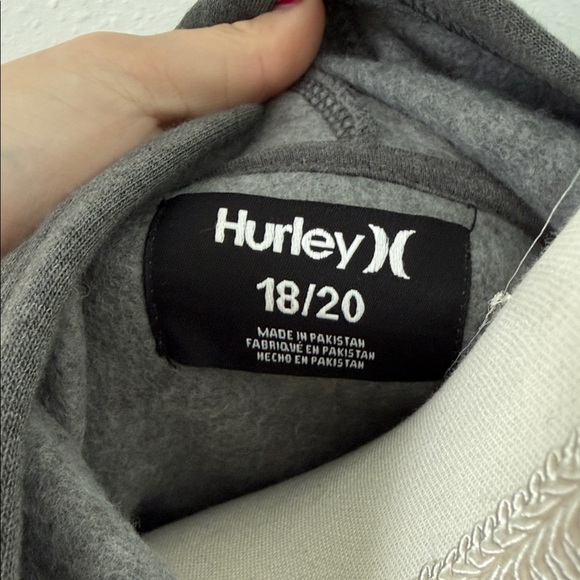 Hurley
18/20
MADE IN PAKISTAN
FABRIQUÉ EN PAKISTAN
HECHO EN PAKISTAN